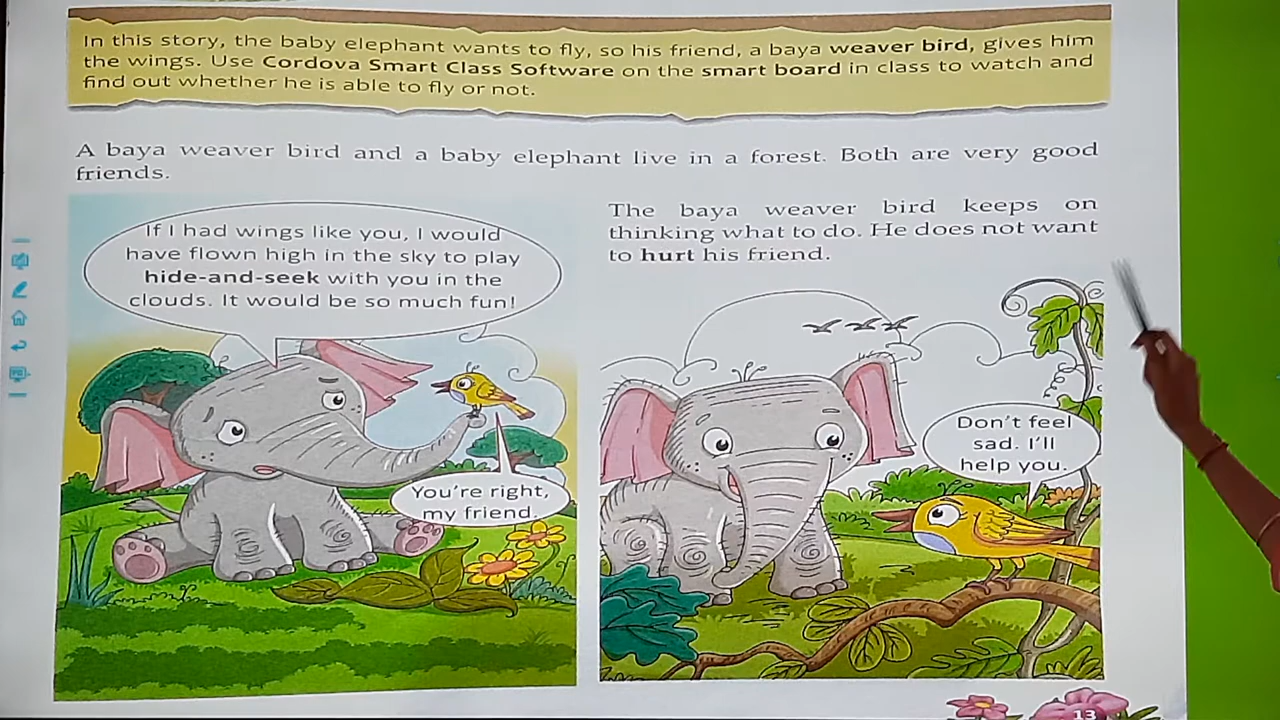 In this story, the baby elephant wants to fly, so his friend, a baya weaver bird, gives him
the wings. Use Cordova Smart Class Software on the smart board in class to watch and
find out whether he is able to fly or not.
A baya weaver bird and a baby elephant live in a forest. Both are very good
friends.
If I had wings like you, I would
have flown high in the sky to play
hide-and-seek with you in the
clouds. It would be so much fun!
You're right,
my friend.
The baya weaver bird keeps on
thinking what to do. He does not want
to hurt his friend.
Don't feel
sad. I'll
help you.
13